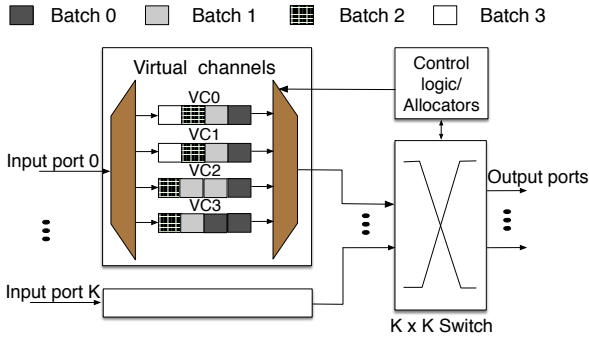 Batch 0 Batch 1 Batch 2 Batch 3
Virtual channels
Control
logic/
Allocators
VC0
VC1
Input port 0
VC2
Output ports
VC3
Input port K
K x K Switch